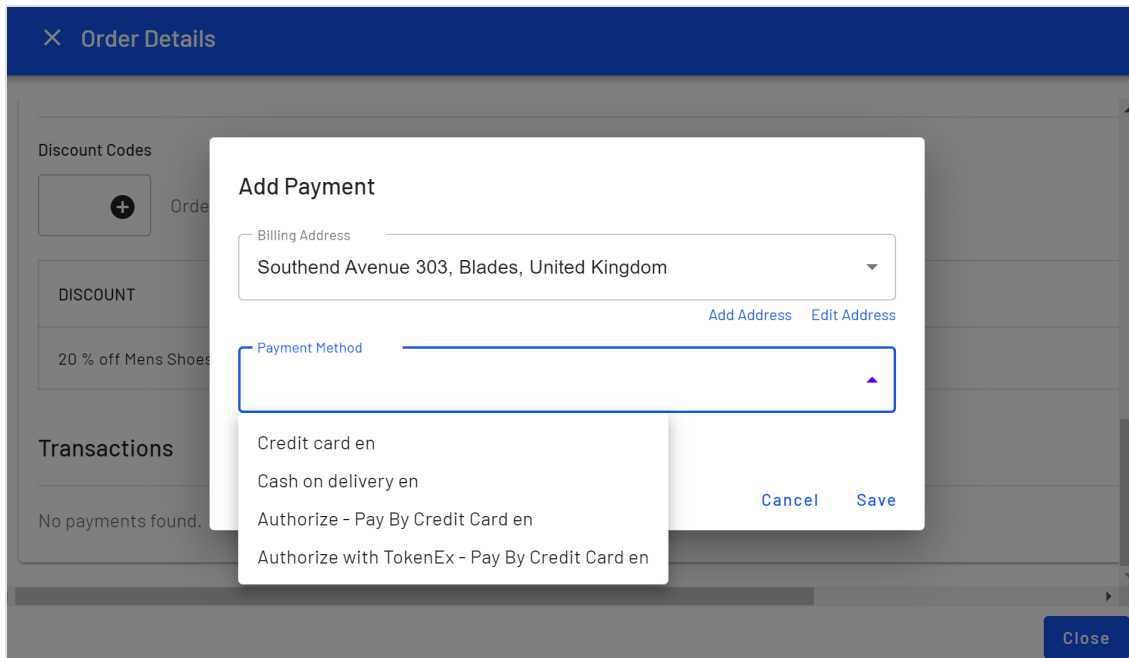 Order Details
Discount Codes
Orde
Add Payment
Billing Address
Southend Avenue 303, Blades, United Kingdom
Add Address Edit Address
DISCOUNT
20 % off Mens Shoes
Payment Method
Credit card en
Cash on delivery en
Authorize - Pay By Credit Card en
Authorize with TokenEx - Pay By Credit Card en
Transactions
No payments found.
Cancel Save
Close